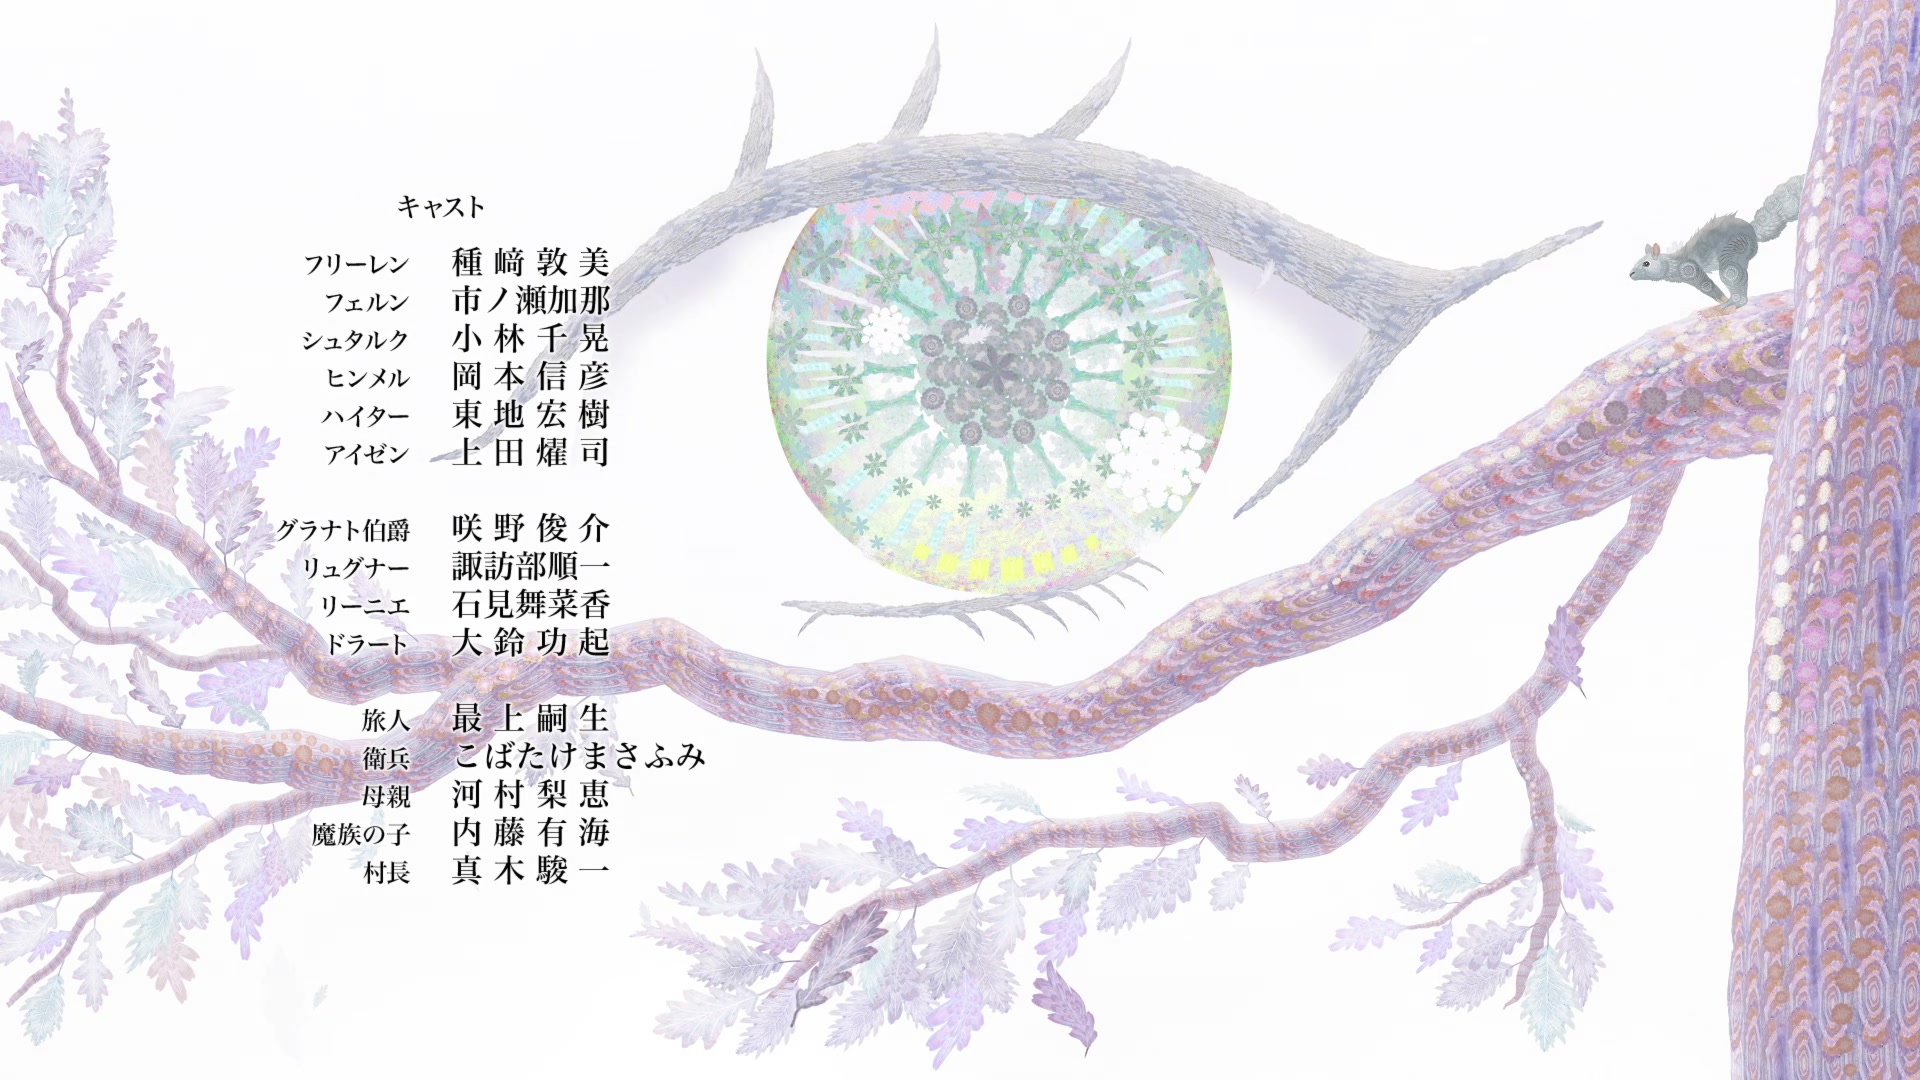 キャスト
フリーレン 種﨑敦美
フェルン 市ノ瀬加那
シュタルク 小林千晃
ヒンメル 岡本信彦
ハイター 東地宏樹
アイゼン 上田燿司
グラナト伯爵 咲野俊介
リュグナー 諏訪部順一
リーニエ 石見舞菜香
ドラート 大鈴功起
旅人 最上嗣生
衛兵 こばたけまさふみ
母親 河村梨恵
魔族の子 内藤有海
村長 真木駿一